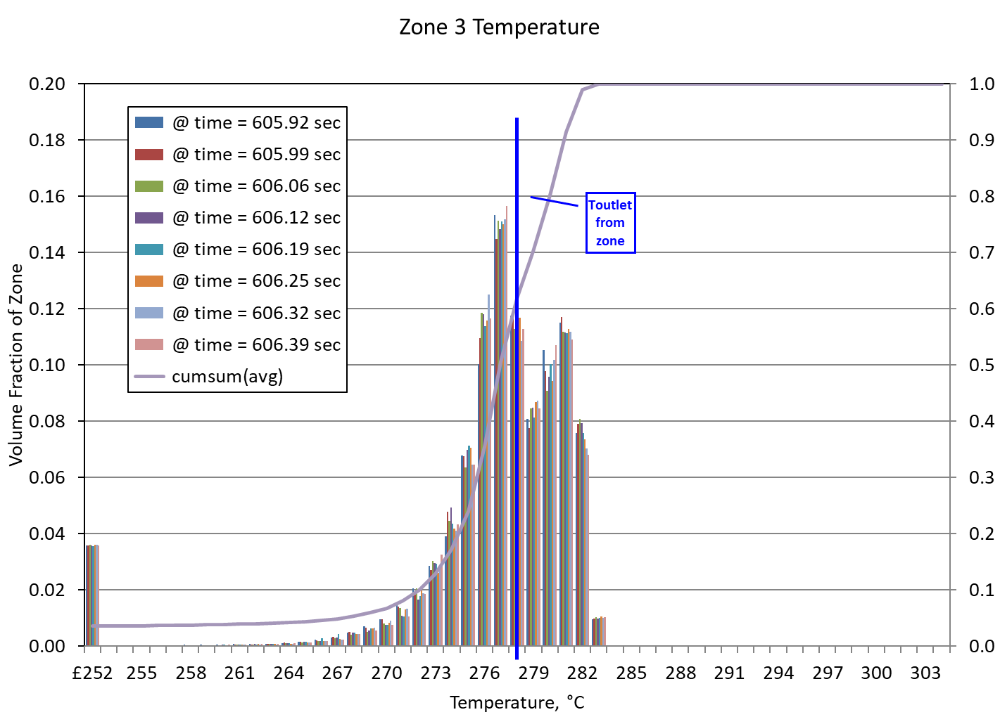 Zone 3 Temperature
0.20
0.18
0.16
0.14
0.12
0.10
0.08
0.06
0.04
0.02
0.00
Volume Fraction of Zone
@ time = 605.92 sec
@ time = 605.99 sec
@ time = 606.06 sec
@ time = 606.12 sec
@ time = 606.19 sec
@ time = 606.25 sec
@ time = 606.32 sec
@ time = 606.39 sec
cumsum(avg)
Toutlet
from
zone
1.0
0.9
0.8
0.7
0.6
0.5
0.4
0.3
0.2
0.1
0.0
£252 255 258 261 264 267 270 273 276 279 282 285 288 291 294 297 300 303
Temperature, °C